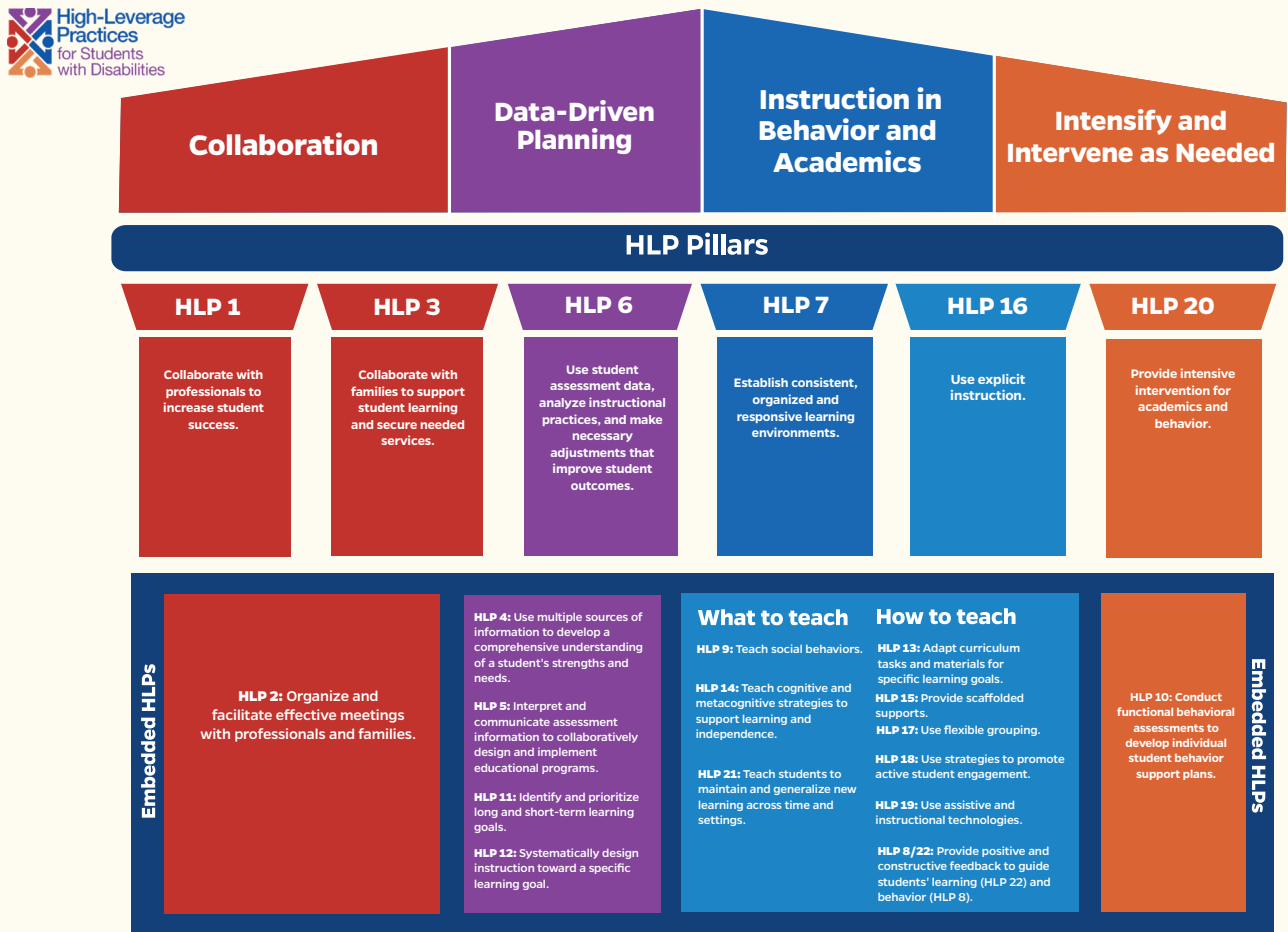 High-Leverage
Practices
for Students
with Disabilities
Collaboration
Data-Driven
Planning
Instruction in
Behavior and
Academics
Intensify and
Intervene as Needed
HLP Pillars
HLP 1
Collaborate with
professionals to
increase student
success.
HLP 3
Collaborate with
families to support
student learning
and secure needed
services.
HLP 6
Use student
assessment data,
analyze instructional
practices, and make
necessary
adjustments that
improve student
outcomes.
HLP 7
Establish consistent,
organized and
responsive learning
environments.
HLP 16
Use explicit
instruction.
HLP 20
Provide intensive
intervention for
academics and
behavior.
Embedded HLPs
HLP 2: Organize and
facilitate effective meetings
with professionals and families.
HLP 4: Use multiple sources of
information to develop a
comprehensive understanding
of a student's strengths and
needs.
HLP 5: Interpret and
communicate assessment
information to collaboratively
design and implement
educational programs.
HLP 11: Identify and prioritize
long and short-term learning
goals.
HLP 12: Systematically design
instruction toward a specific
learning goal.
What to teach
HLP 9: Teach social behaviors.
HLP 14: Teach cognitive and
metacognitive strategies to
support learning and
independence.
HLP 21: Teach students to
maintain and generalize new
learning across time and
settings.
How to teach
HLP 13: Adapt curriculum
tasks and materials for
specific learning goals.
HLP 15: Provide scaffolded
supports.
HLP 17: Use flexible grouping.
HLP 18: Use strategies to promote
active student engagement.
HLP 19: Use assistive and
instructional technologies.
HLP 8/22: Provide positive and
constructive feedback to guide
students' learning (HLP 22) and
behavior (HLP 8).
HLP 10: Conduct
functional behavioral
assessments to
develop individual
student behavior
support plans.
Embedded HLPs